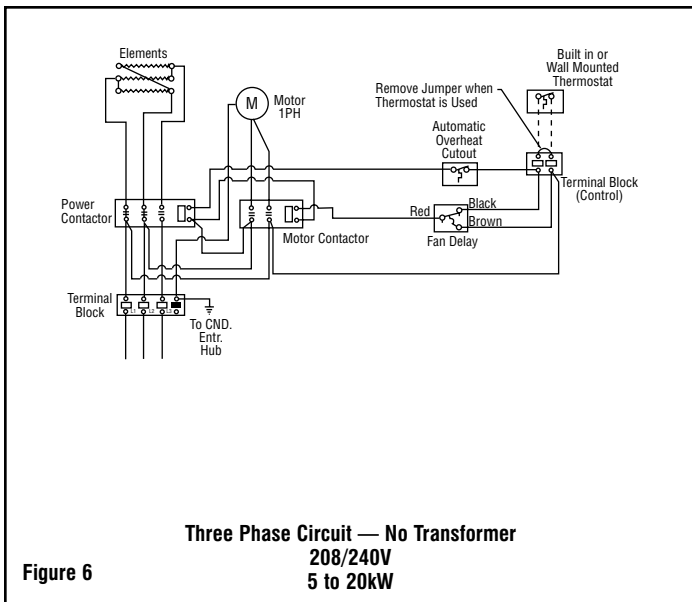 Elements
M
Motor
1PH
Built in or
Wall Mounted
Thermostat
Remove Jumper when
Thermostat is Used
Automatic
Overheat
Cutout
Power
Contactor
Terminal Block
(Control)
Red
Black
Brown
Fan Delay
Motor Contactor
Terminal
Block
L1
L2
L3
To CND.
Entr.
Hub
Three Phase Circuit — No Transformer
208/240V
5 to 20kW
Figure 6